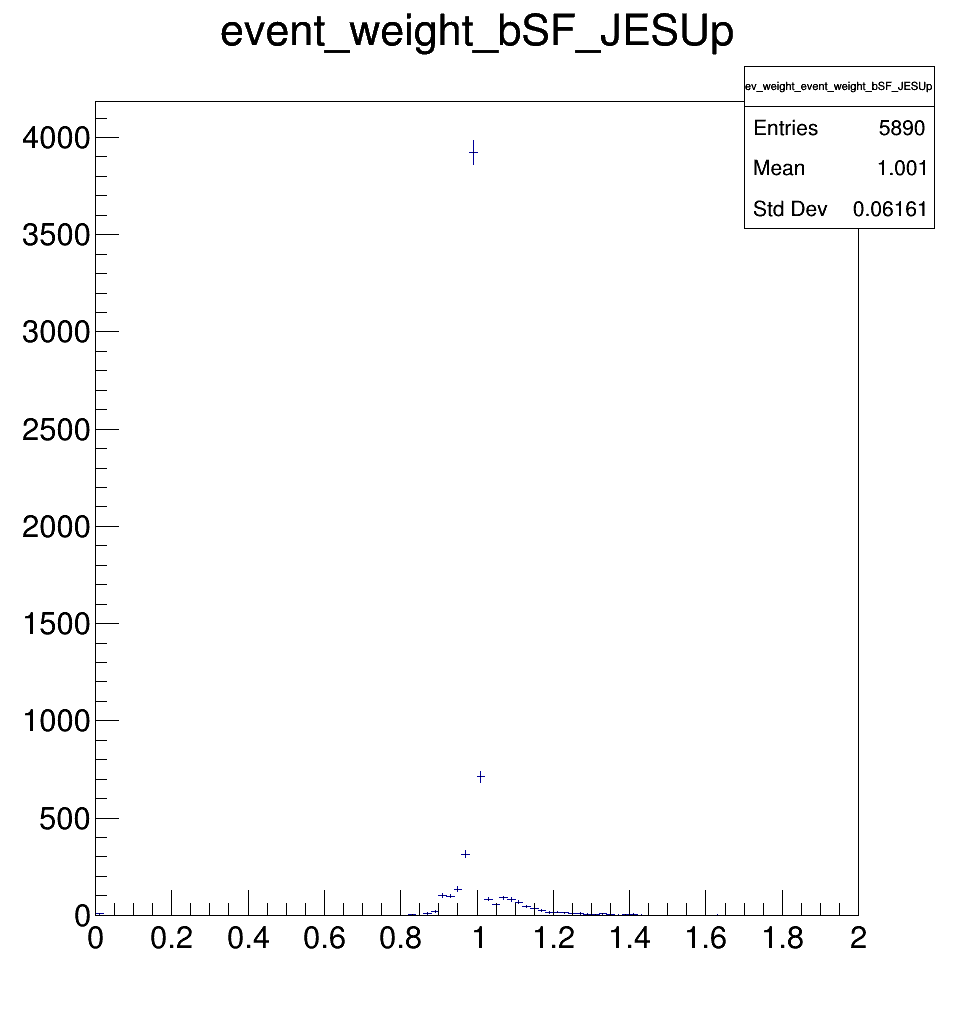 event_weight_bSF_JESUp
ev_weight_event_weight_bSF_JESUp
Entries 5890
Mean 1.001
Std Dev 0.06161
4000
3500
3000
2500
2000
1500
1000
500
0
0 0.2 0.4 0.6 0.8 1 1.2 1.4 1.6 1.8 2